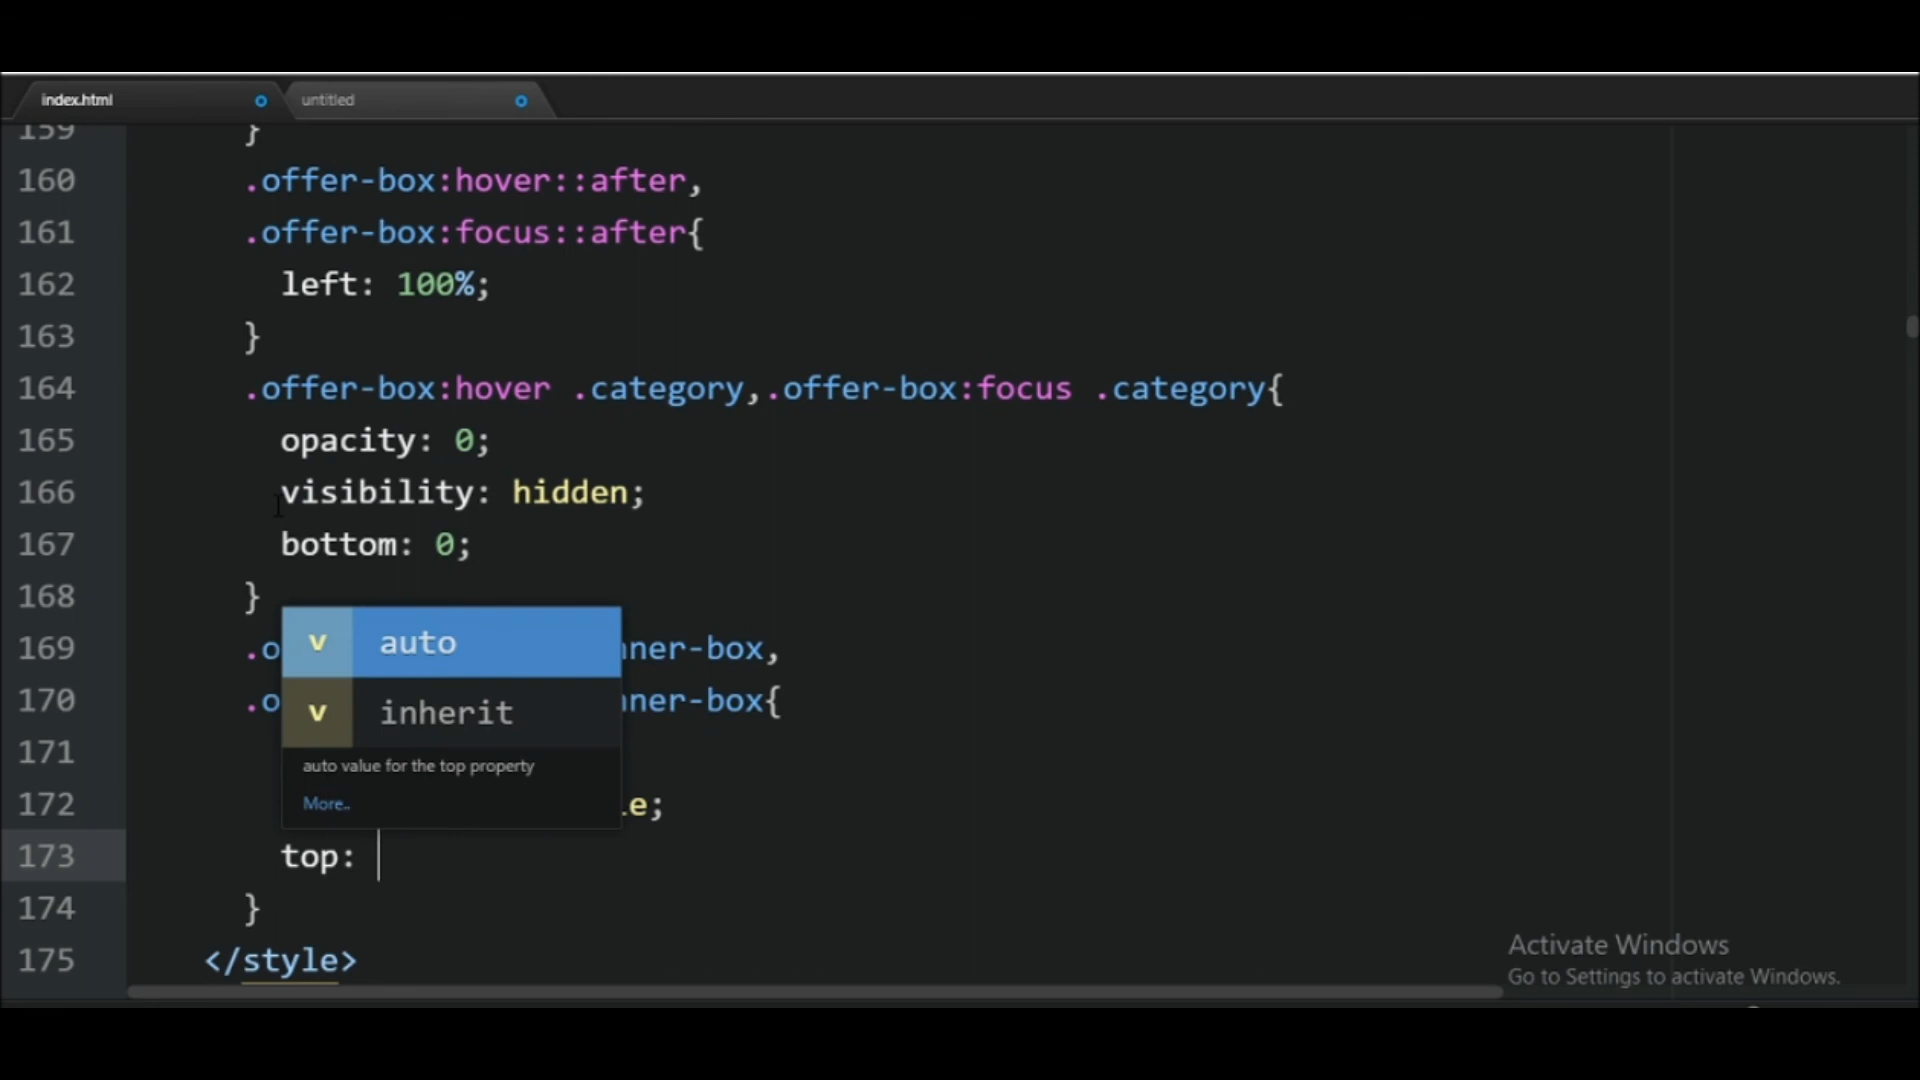 index.html
untitled
159 }
160 .offer-box:hover::after,
161 .offer-box:focus::after{
162 left: 100%;
163 }
164 .offer-box:hover .category,.offer-box:focus .category{
165 opacity: 0;
166 visibility: hidden;
167 bottom: 0;
168 }
169 .o nner-box,
170 .o nner-box{
171
172 le;
173 top:
174 }
175 </style>
v auto
v inherit
auto value for the top property
More..
Activate Windows
Go to Settings to activate Windows.